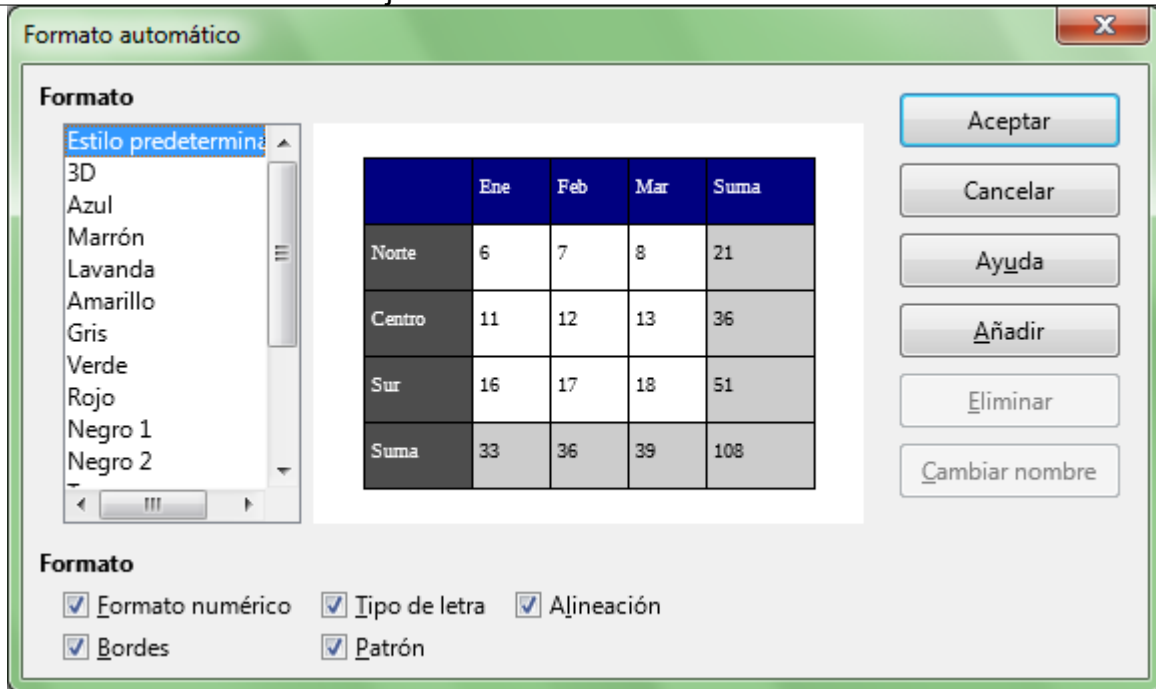 Formato automático
X
Formato
Estilo predetermina
3D
Azul
Marrón
Lavanda
Amarillo
Gris
Verde
Rojo
Negro 1
Negro 2
Ene Feb Mar Suma
Norte 6 7 8 21
Centro 11 12 13 36
Sur 16 17 18 51
Suma 33 36 39 108
Aceptar
Cancelar
Ayuda
Añadir
Eliminar
Cambiar nombre
Formato
Formato numérico Tipo de letra Alineación
Bordes Patrón